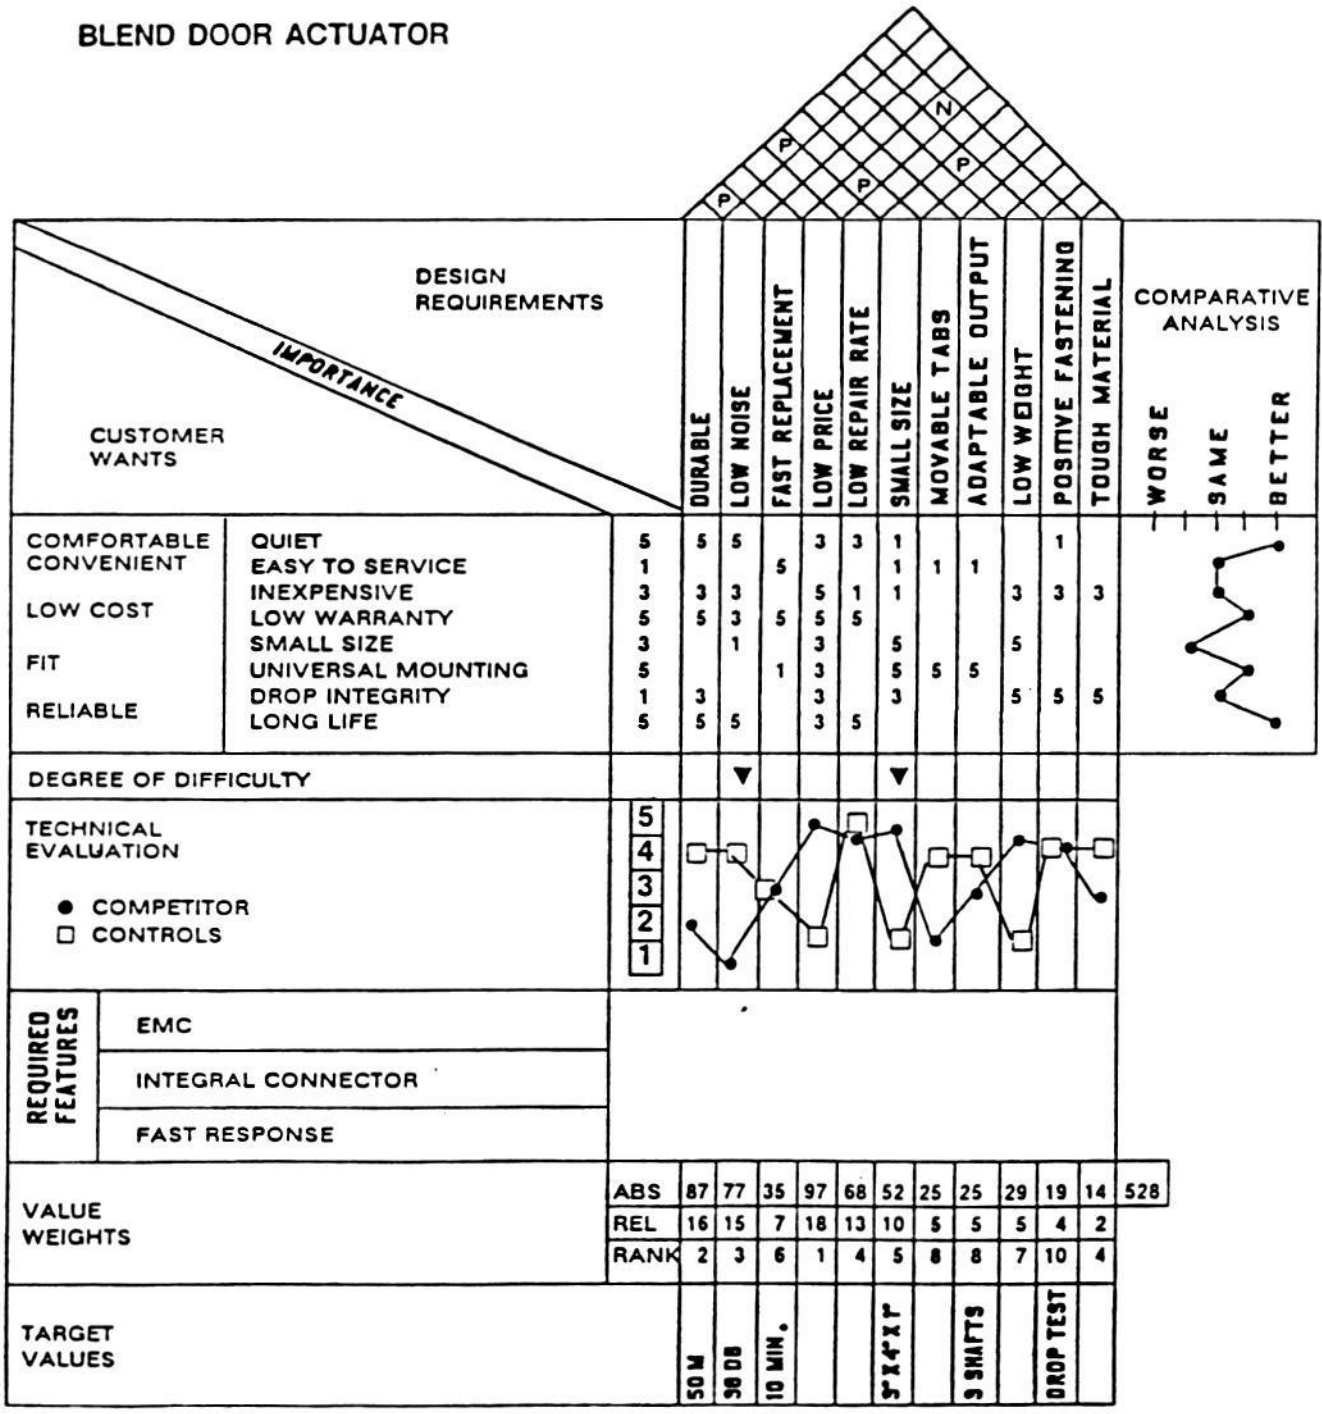 BLEND DOOR ACTUATOR
N
P
P
P
P
DESIGN
REQUIREMENTS
IMPORTANCE
CUSTOMER
WANTS
DURABLE
LOW NOISE
FAST REPLACEMENT
LOW PRICE
LOW REPAIR RATE
SMALL SIZE
MOVABLE TABS
ADAPTABLE OUTPUT
LOW WEIGHT
POSITIVE FASTENING
TOUGH MATERIAL
COMPARATIVE
ANALYSIS
WORSE
SAME
BETTER
COMFORTABLE QUIET 5 5 5 3 3 1 1
CONVENIENT EASY TO SERVICE 1 5 1 1 1
INEXPENSIVE 3 3 3 5 1 1 3 3 3
LOW COST LOW WARRANTY 5 5 3 5 5 5
SMALL SIZE 3 1 3 5 5
FIT UNIVERSAL MOUNTING 5 1 3 5 5 5
DROP INTEGRITY 1 3 3 3 5 5 5
RELIABLE LONG LIFE 5 5 5 3 5
DEGREE OF DIFFICULTY
TECHNICAL
EVALUATION
COMPETITOR
CONTROLS
5
4
3
2
1
REQUIRED
FEATURES
EMC
INTEGRAL CONNECTOR
FAST RESPONSE
VALUE
WEIGHTS
ABS 87 77 35 97 68 52 25 25 29 19 14 528
REL 16 15 7 18 13 10 5 5 5 4 2
RANK 2 3 6 1 4 5 8 8 7 10 4
TARGET
VALUES
50 M
38 DB
10 MIN.
3" X 4" X 1"
3 SHAFTS
DROP TEST